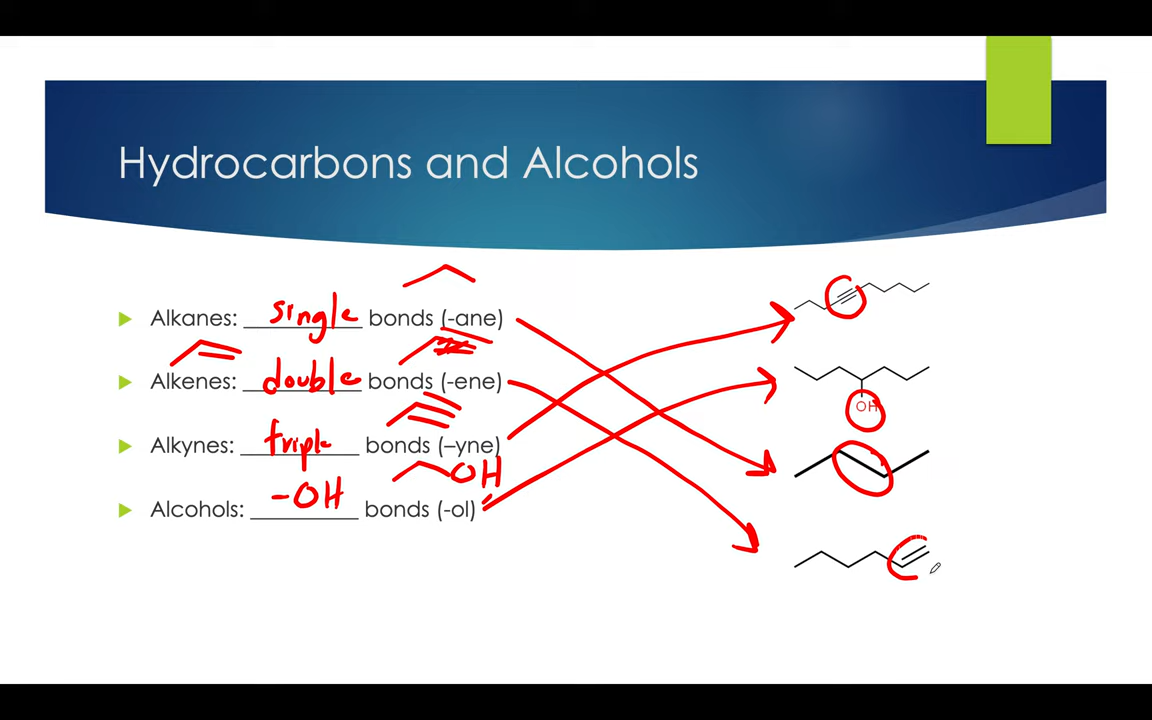 Hydrocarbons and Alcohols
Alkanes: single bonds (-ane)
Alkenes: double bonds (-ene)
Alkynes: triple bonds (–yne)
OH
Alcohols: -OH bonds (-ol)
OH